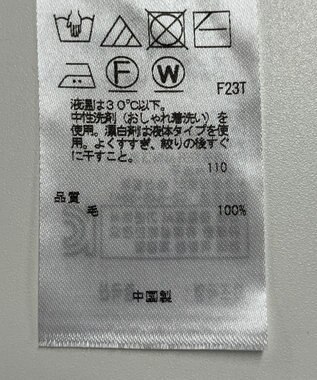 F W
F23T
液温は30℃以下。
中性洗剤（おしゃれ着洗い）を
使用。漂白剤は液体タイプを使
用。よくすすぎ、絞りの後すぐ
に干すこと。
110
品質
毛 100%
中国製